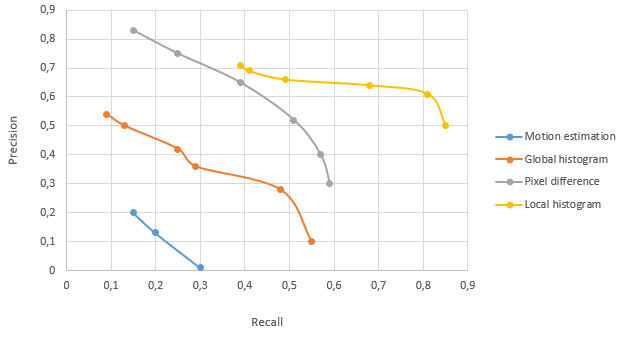 0,9
0,8
0,7
0,6
0,5
0,4
0,3
0,2
0,1
0
Precision
0 0,1 0,2 0,3 0,4 0,5 0,6 0,7 0,8 0,9
Recall
Motion estimation
Global histogram
Pixel difference
Local histogram